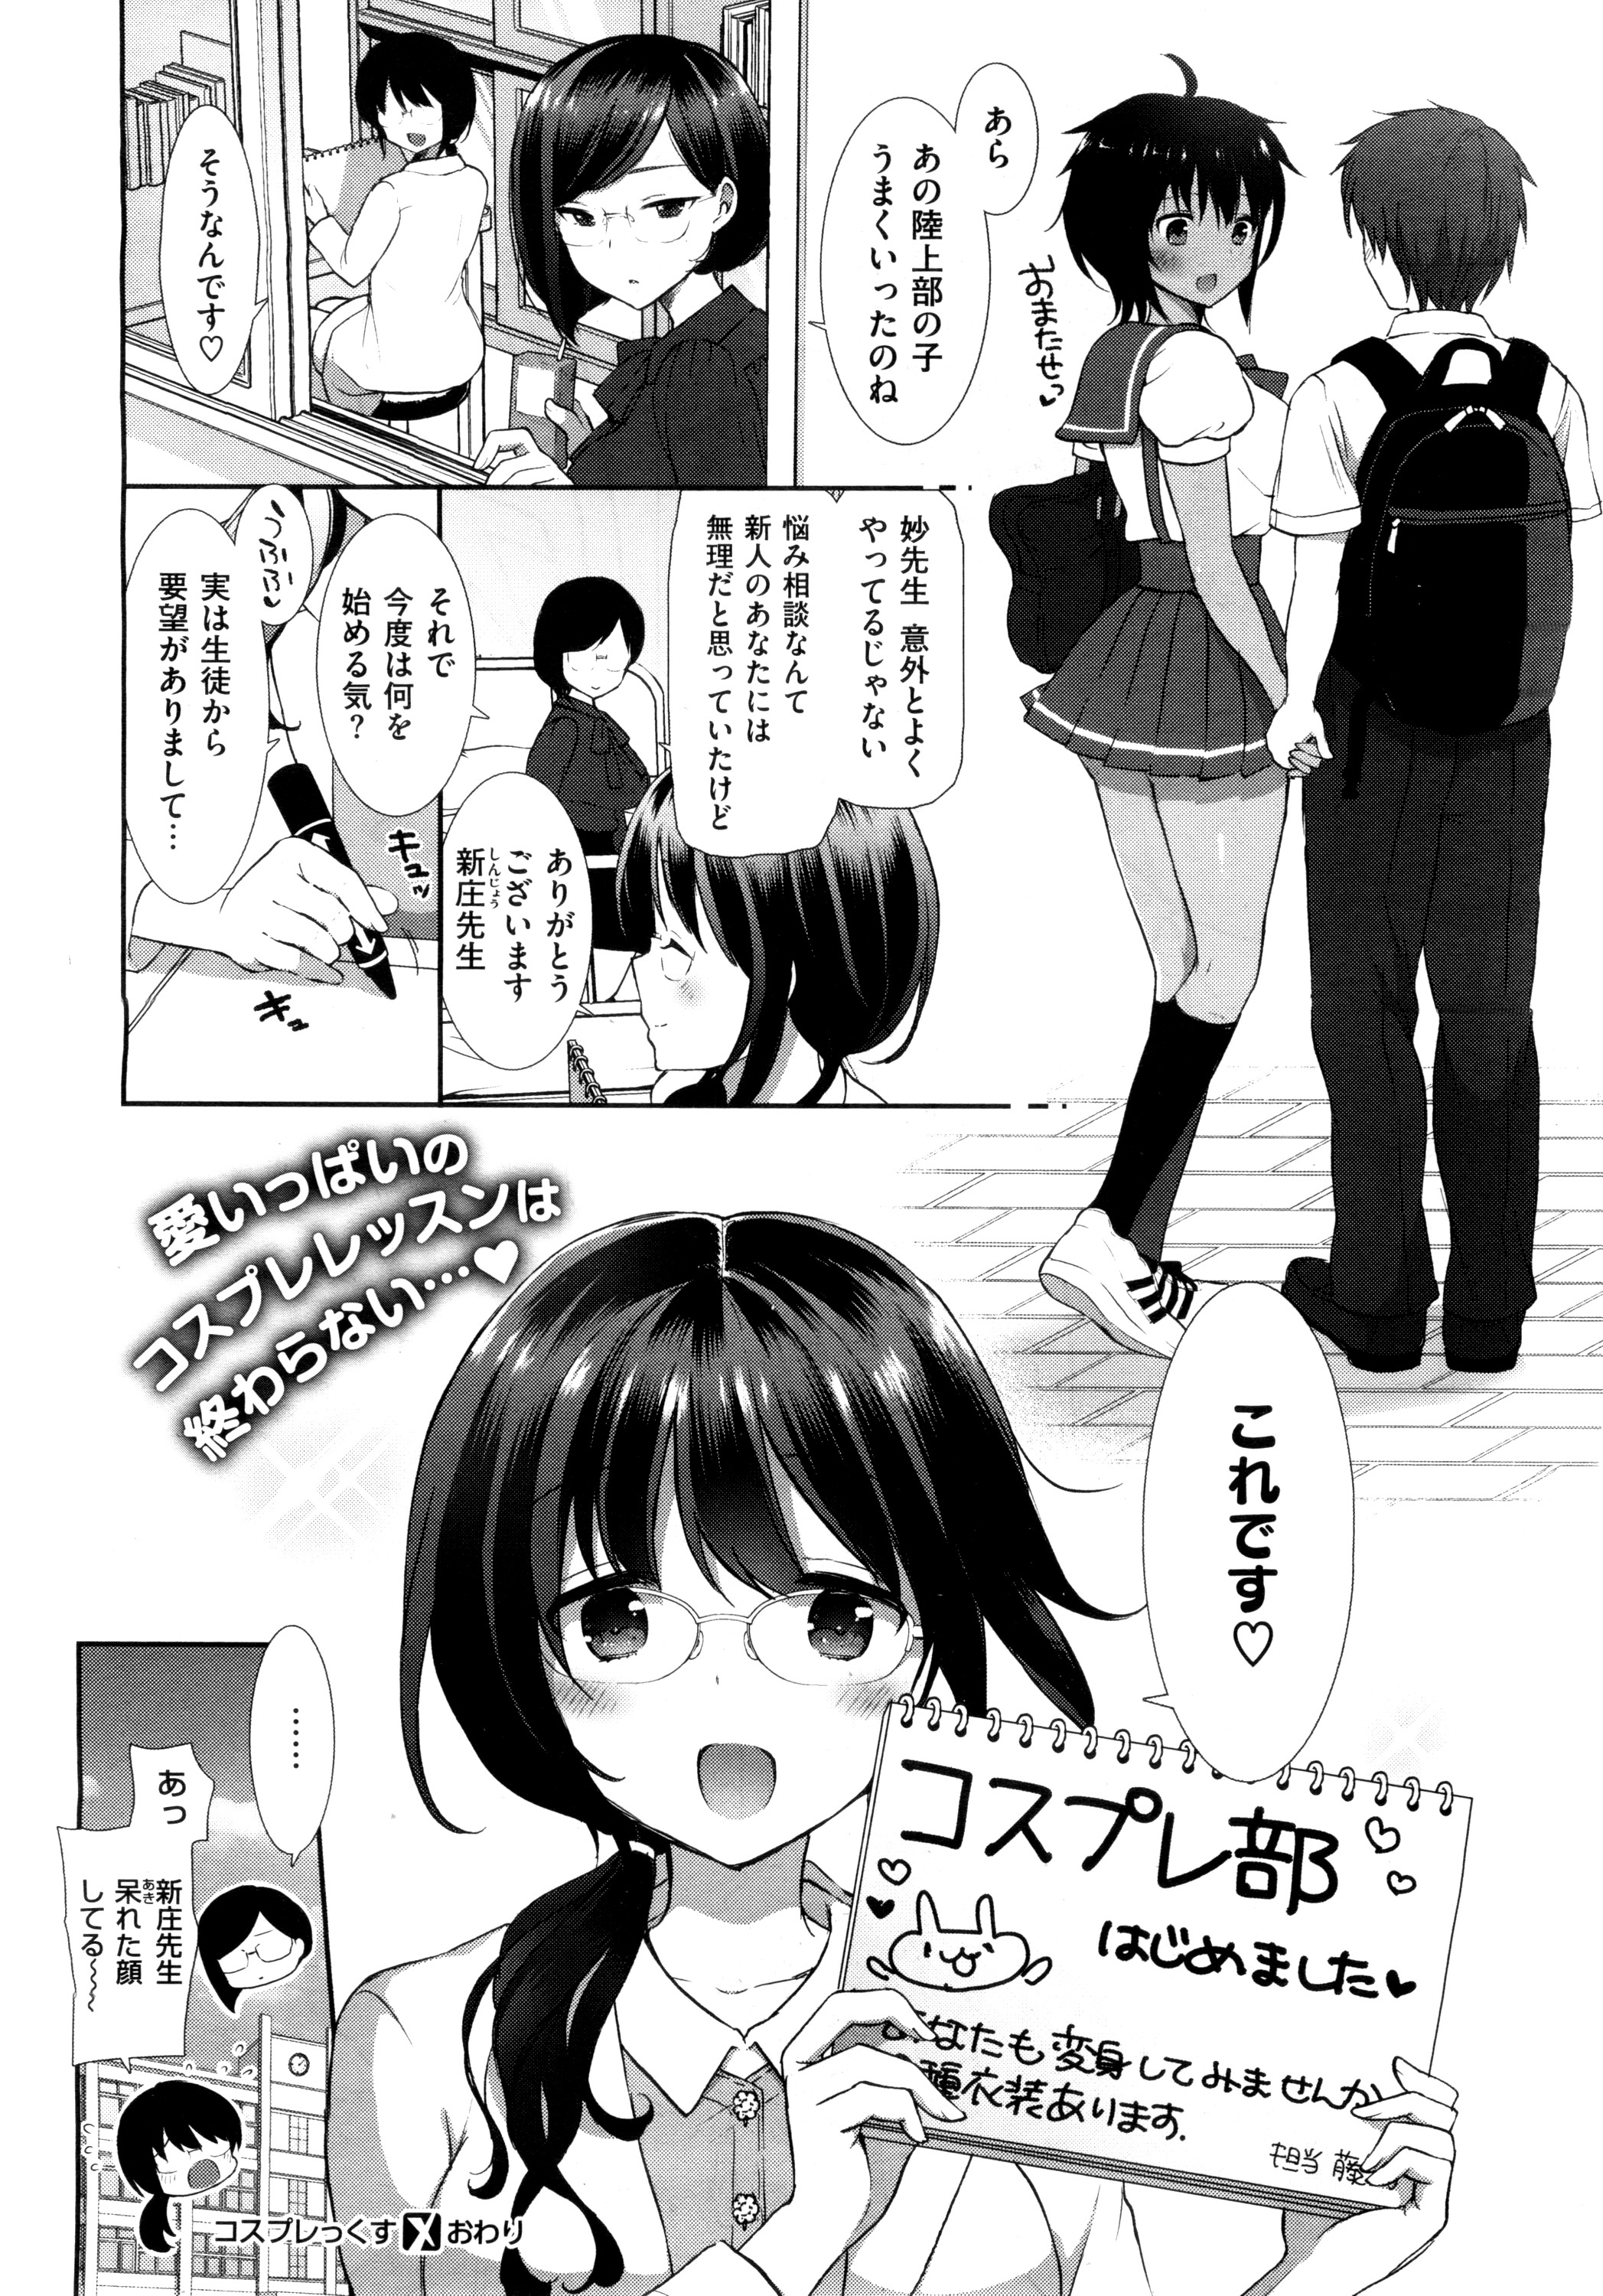 あら
あの陸上部の子
うまくいったのね
おまたせっ♥
そうなんです♡
妙先生 意外とよく
やってるじゃない
悩み相談なんて
新人のあなたには
無理だと思っていたけど
ありがとう
ございます
新庄先生
しんじょう
それで
今度は何を
始める気？
うふふ♥
実は生徒から
要望がありまして…
キュッ
キュ
愛いっぱいの
コスプレレッスンは
終わらない…♥
これです♡
コスプレ部
はじめました♥
なたも変身してみませんか
種衣装あります.
担当 藤
……
あっ
新庄先生
呆れた顔
あき
してる〜〜
コスプレっくすXおわり